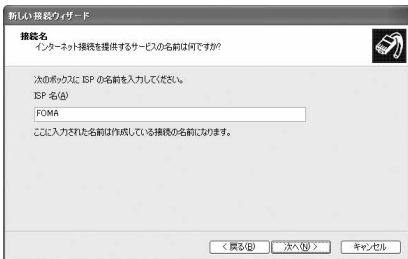 新しい接続ウィザード
接続名
インターネット接続を提供するサービスの名前は何ですか?
次のボックスに ISP の名前を入力してください。
ISP 名(A)
FOMA
ここに入力された名前は作成している接続の名前になります。
< 戻る(B) 次へ(N) > キャンセル